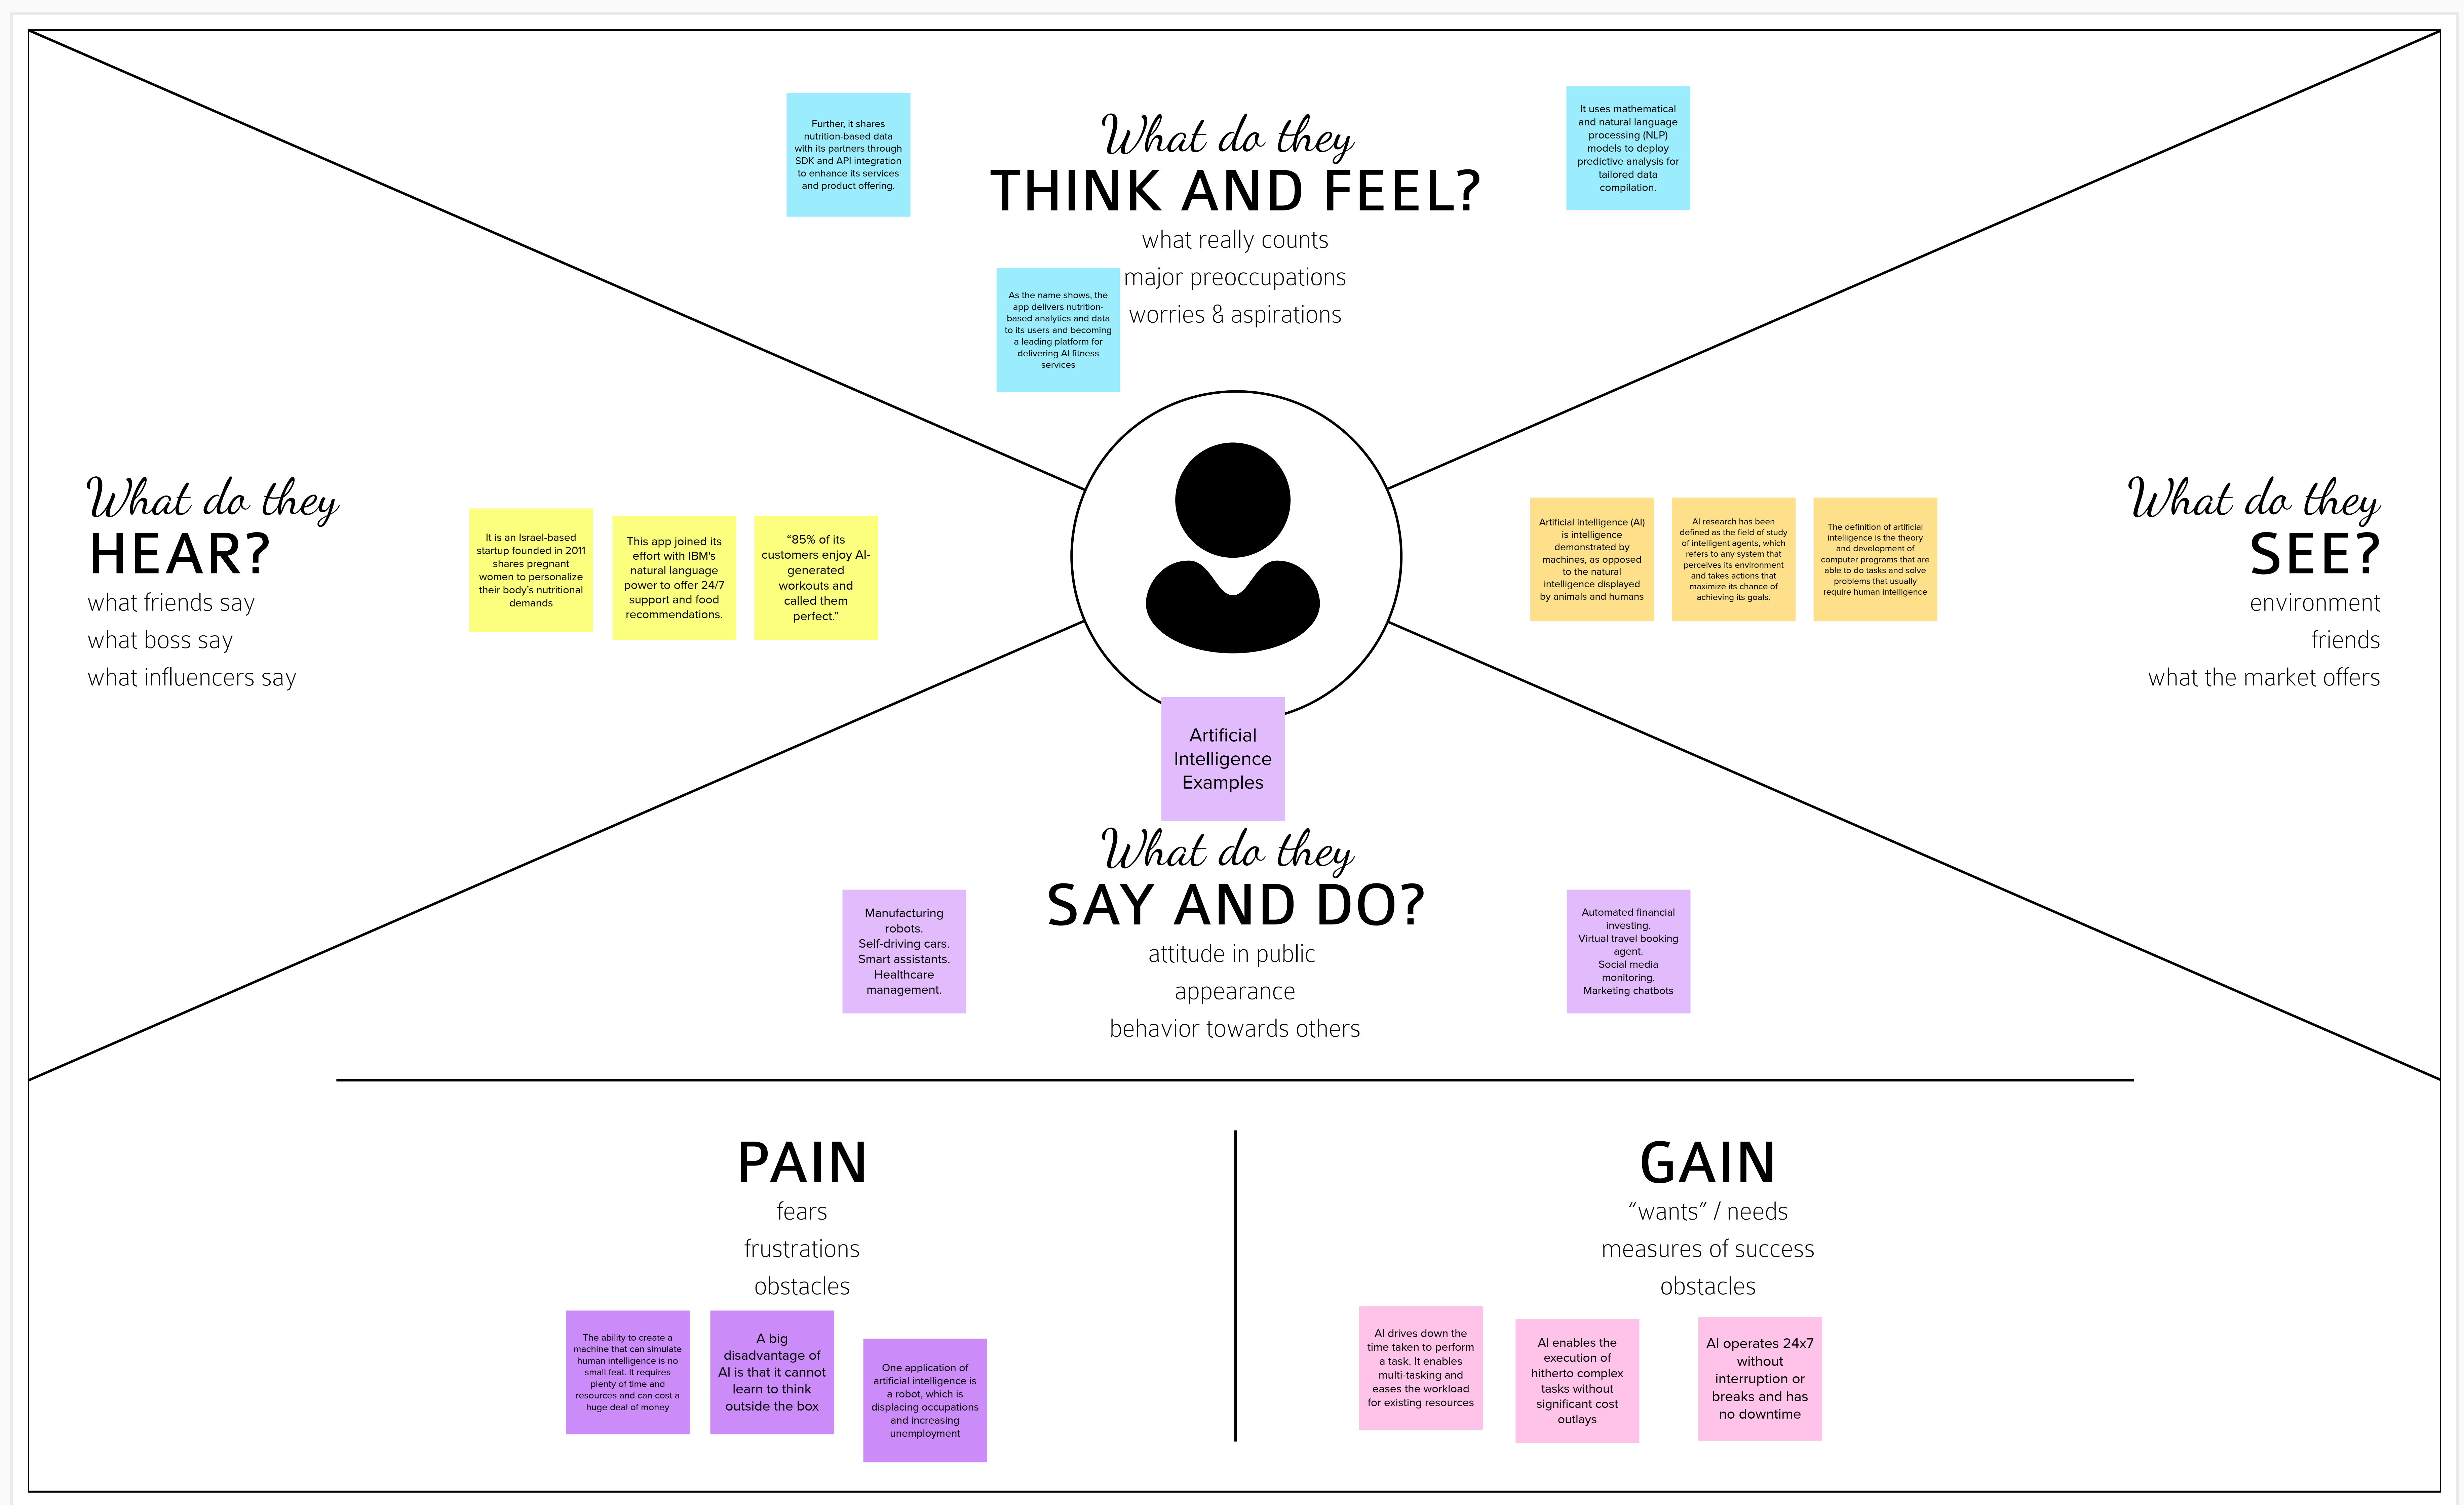 What do they
THINK AND FEEL?
what really counts
major preoccupations
worries & aspirations
Further, it shares
nutrition-based data
with its partners through
SDK and API integration
to enhance its services
and product offering.
It uses mathematical
and natural language
processing (NLP)
models to deploy
predictive analysis for
tailored data
compilation.
As the name shows, the
app delivers nutrition-
based analytics and data
to its users and becoming
a leading platform for
delivering AI fitness
services
What do they
HEAR?
what friends say
what boss say
what influencers say
It is an Israel-based
startup founded in 2011
shares pregnant
women to personalize
their body's nutritional
demands
This app joined its
effort with IBM's
natural language
power to offer 24/7
support and food
recommendations.
“85% of its
customers enjoy AI-
generated
workouts and
called them
perfect.”
Artificial intelligence (AI)
is intelligence
demonstrated by
machines, as opposed
to the natural
intelligence displayed
by animals and humans
AI research has been
defined as the field of study
of intelligent agents, which
refers to any system that
perceives its environment
and takes actions that
maximize its chance of
achieving its goals.
The definition of artificial
intelligence is the theory
and development of
computer programs that are
able to do tasks and solve
problems that usually
require human intelligence
What do they
SEE?
environment
friends
what the market offers
Artificial
Intelligence
Examples
What do they
SAY AND DO?
attitude in public
appearance
behavior towards others
Manufacturing
robots.
Self-driving cars.
Smart assistants.
Healthcare
management.
Automated financial
investing.
Virtual travel booking
agent.
Social media
monitoring.
Marketing chatbots
PAIN
fears
frustrations
obstacles
The ability to create a
machine that can simulate
human intelligence is no
small feat. It requires
plenty of time and
resources and can cost a
huge deal of money
A big
disadvantage of
AI is that it cannot
learn to think
outside the box
One application of
artificial intelligence is
a robot, which is
displacing occupations
and increasing
unemployment
GAIN
“wants” / needs
measures of success
obstacles
AI drives down the
time taken to perform
a task. It enables
multi-tasking and
eases the workload
for existing resources
AI enables the
execution of
hitherto complex
tasks without
significant cost
outlays
AI operates 24x7
without
interruption or
breaks and has
no downtime